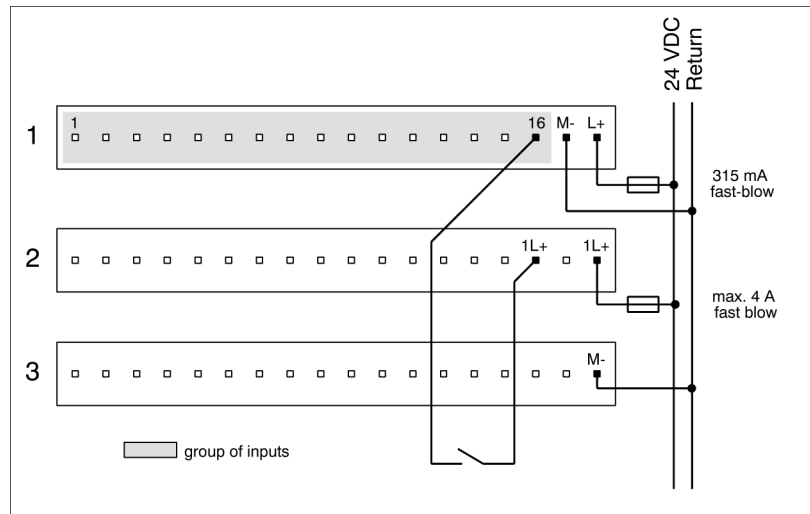 24 VDC
Return
1
1 16 M- L+
315 mA
fast-blow
2
1L+ 1L+
max. 4 A
fast blow
3
M-
group of inputs